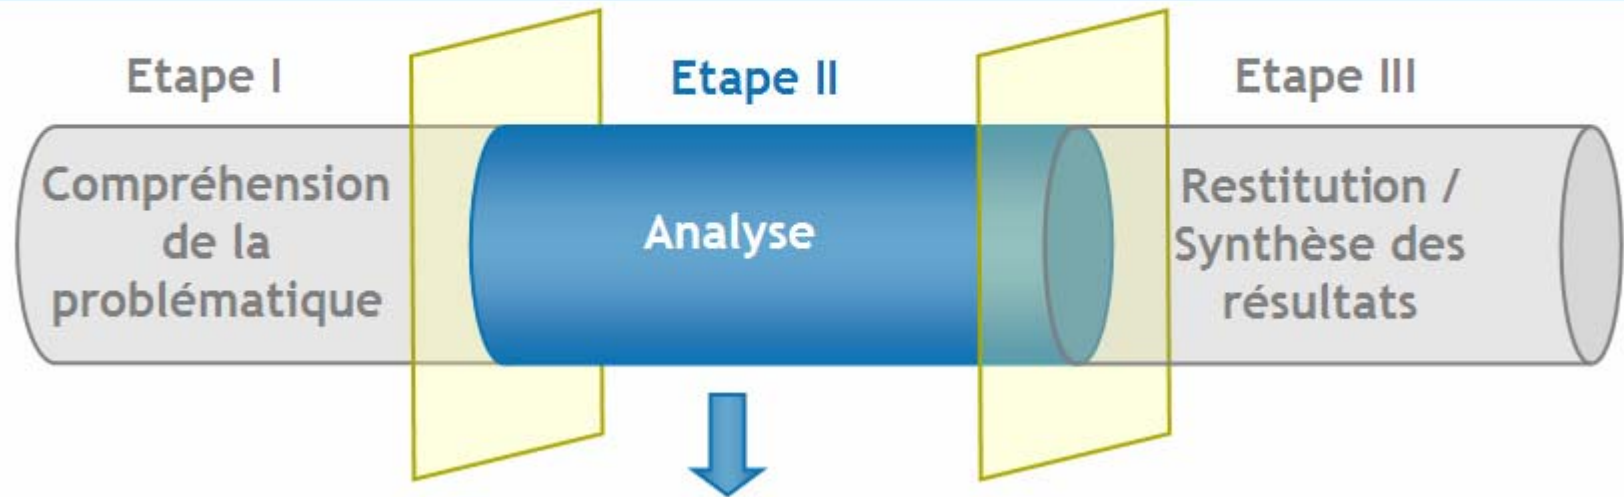 Etape I
Compréhension
de la
problématique
Etape II
Analyse
Etape III
Restitution /
Synthèse des
résultats